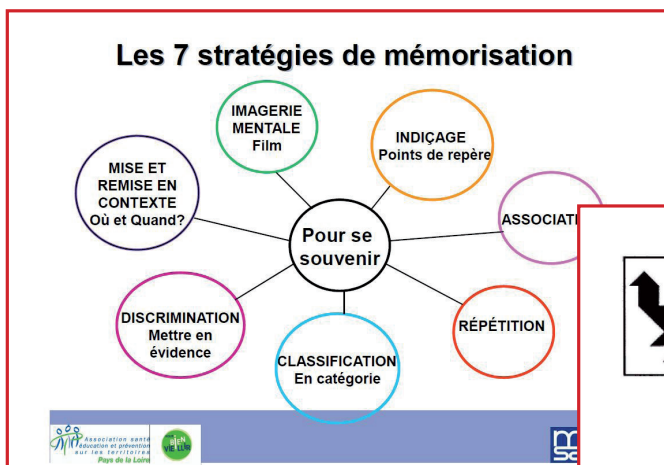 Les 7 stratégies de mémorisation
IMAGERIE
MENTALE
Film
INDIÇAGE
Points de repère
MISE ET
REMISE EN
CONTEXTE
Où et Quand?
ASSOCIATI
Pour se
souvenir
DISCRIMINATION
Mettre en
évidence
CLASSIFICATION
En catégorie
RÉPÉTITION
Association santé
éducation et prévention
sur les territoires
Pays de la Loire
BIEN
VIEILLIR